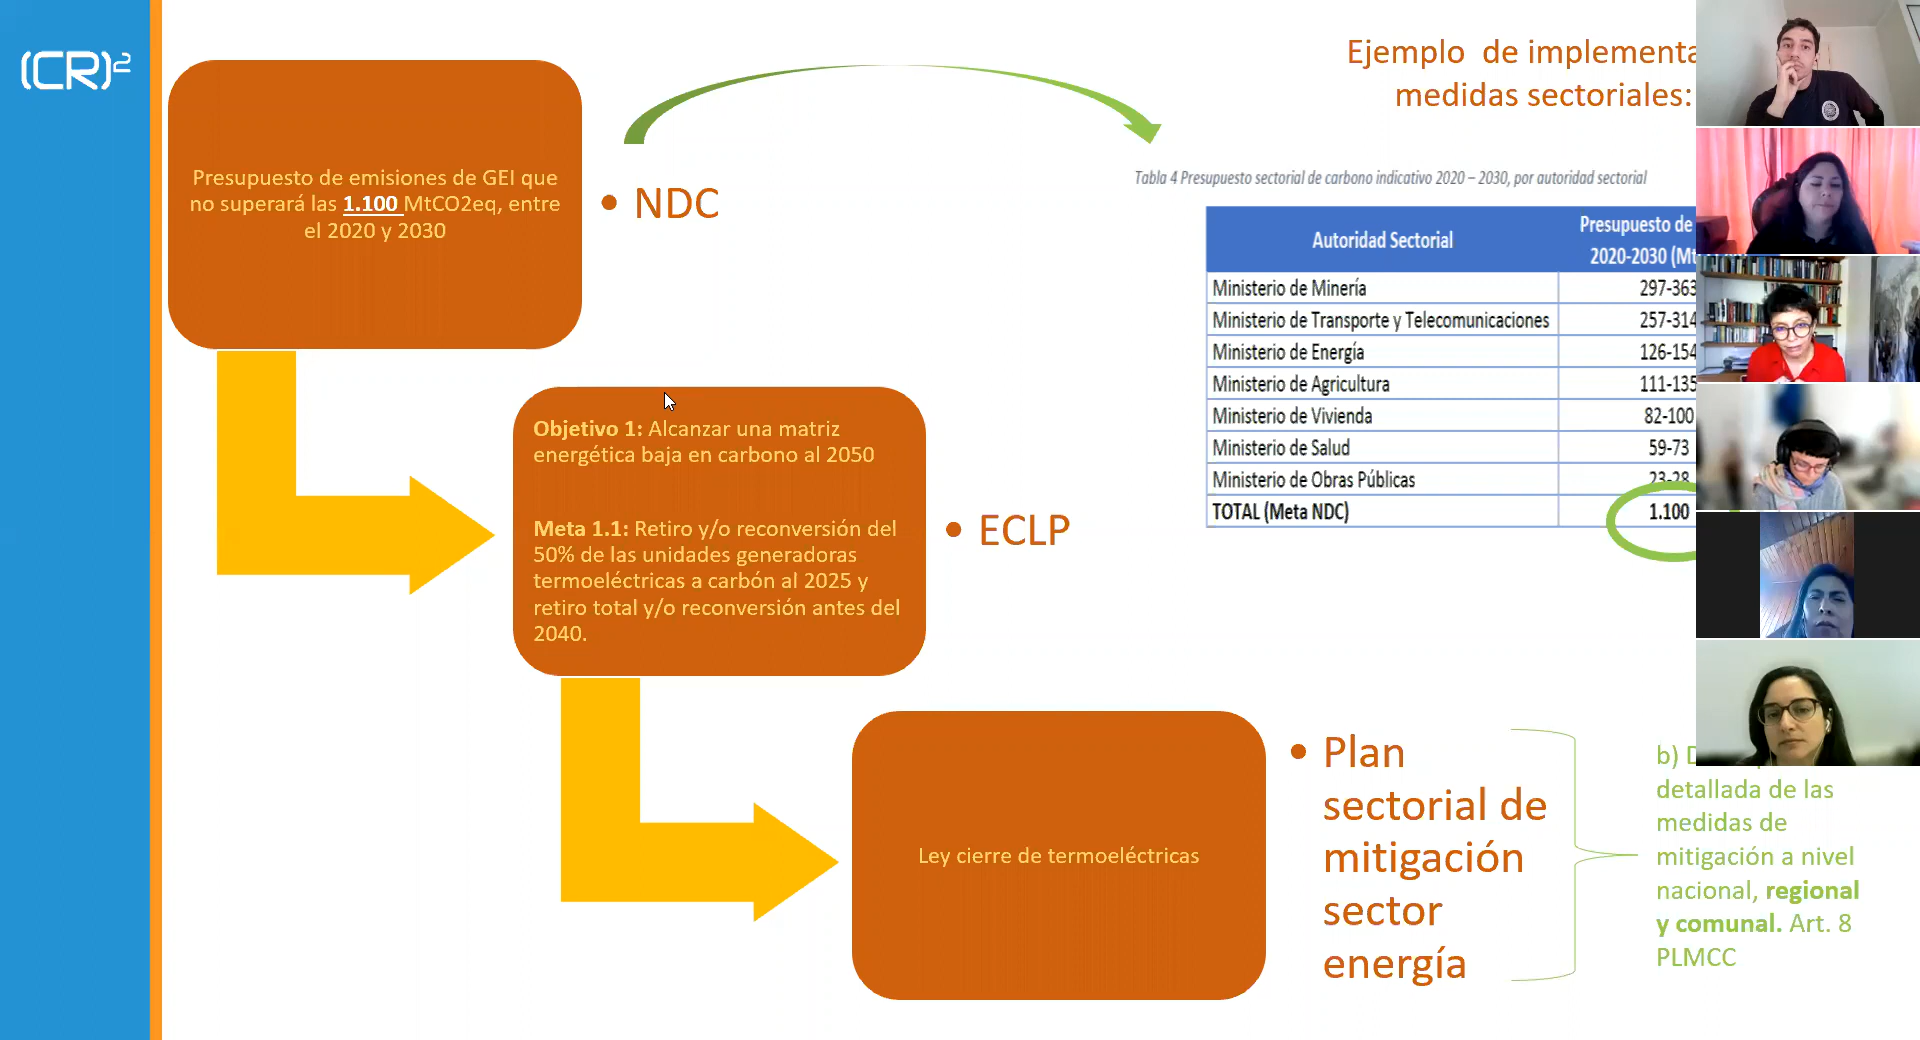 (CR)²
Ejemplo de implementa
medidas sectoriales:
Presupuesto de emisiones de GEI que
no superará las 1.100 MtCO2eq, entre
el 2020 y 2030
• NDC
Tabla 4 Presupuesto sectorial de carbono indicativo 2020 – 2030, por autoridad sectorial
Autoridad Sectorial
Presupuesto de
2020-2030 (Mt
Ministerio de Minería 297-363
Ministerio de Transporte y Telecomunicaciones 257-314
Ministerio de Energía 126-154
Ministerio de Agricultura 111-135
Ministerio de Vivienda 82-100
Ministerio de Salud 59-73
Ministerio de Obras Públicas 23-28
TOTAL (Meta NDC) 1.100
Objetivo 1: Alcanzar una matriz
energética baja en carbono al 2050
Meta 1.1: Retiro y/o reconversión del
50% de las unidades generadoras
termoeléctricas a carbón al 2025 y
retiro total y/o reconversión antes del
2040.
• ECLP
Ley cierre de termoeléctricas
• Plan
sectorial de
mitigación
sector
energía
b)
detallada de las
medidas de
mitigación a nivel
nacional, regional
y comunal. Art. 8
PLMCC